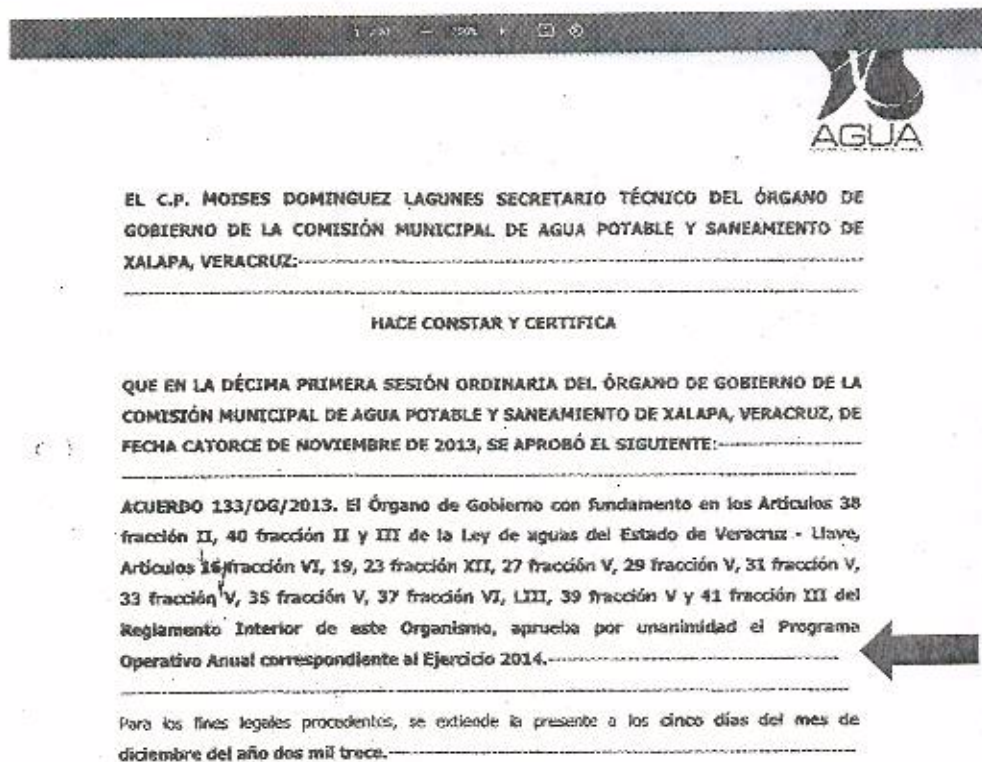 AGUA
EL C.P. MOISES DOMINGUEZ LAGUNES SECRETARIO TÉCNICO DEL ÓRGANO DE
GOBIERNO DE LA COMISIÓN MUNICIPAL DE AGUA POTABLE Y SANEAMIENTO DE
XALAPA, VERACRUZ:
HACE CONSTAR Y CERTIFICA
QUE EN LA DÉCIMA PRIMERA SESIÓN ORDINARIA DEL ÓRGANO DE GOBIERNO DE LA
COMISIÓN MUNICIPAL DE AGUA POTABLE Y SANEAMIENTO DE XALAPA, VERACRUZ, DE
FECHA CATORCE DE NOVIEMBRE DE 2013, SE APROBÓ EL SIGUIENTE:
ACUERDO 133/OG/2013. El Órgano de Gobierno con fundamento en los Artículos 38
fracción II, 40 fracción II y III de la Ley de aguas del Estado de Veracruz - Llave,
Artículos 16 fracción VI, 19, 23 fracción XII, 27 fracción V, 29 fracción V, 31 fracción V,
33 fracción V, 35 fracción V, 37 fracción VI, LIII, 39 fracción V y 41 fracción III del
Reglamento Interior de este Organismo, aprueba por unanimidad el Programa
Operativo Anual correspondiente al Ejercicio 2014.
Para los fines legales procedentes, se extiende la presente a los cinco días del mes de
diciembre del año dos mil trece.